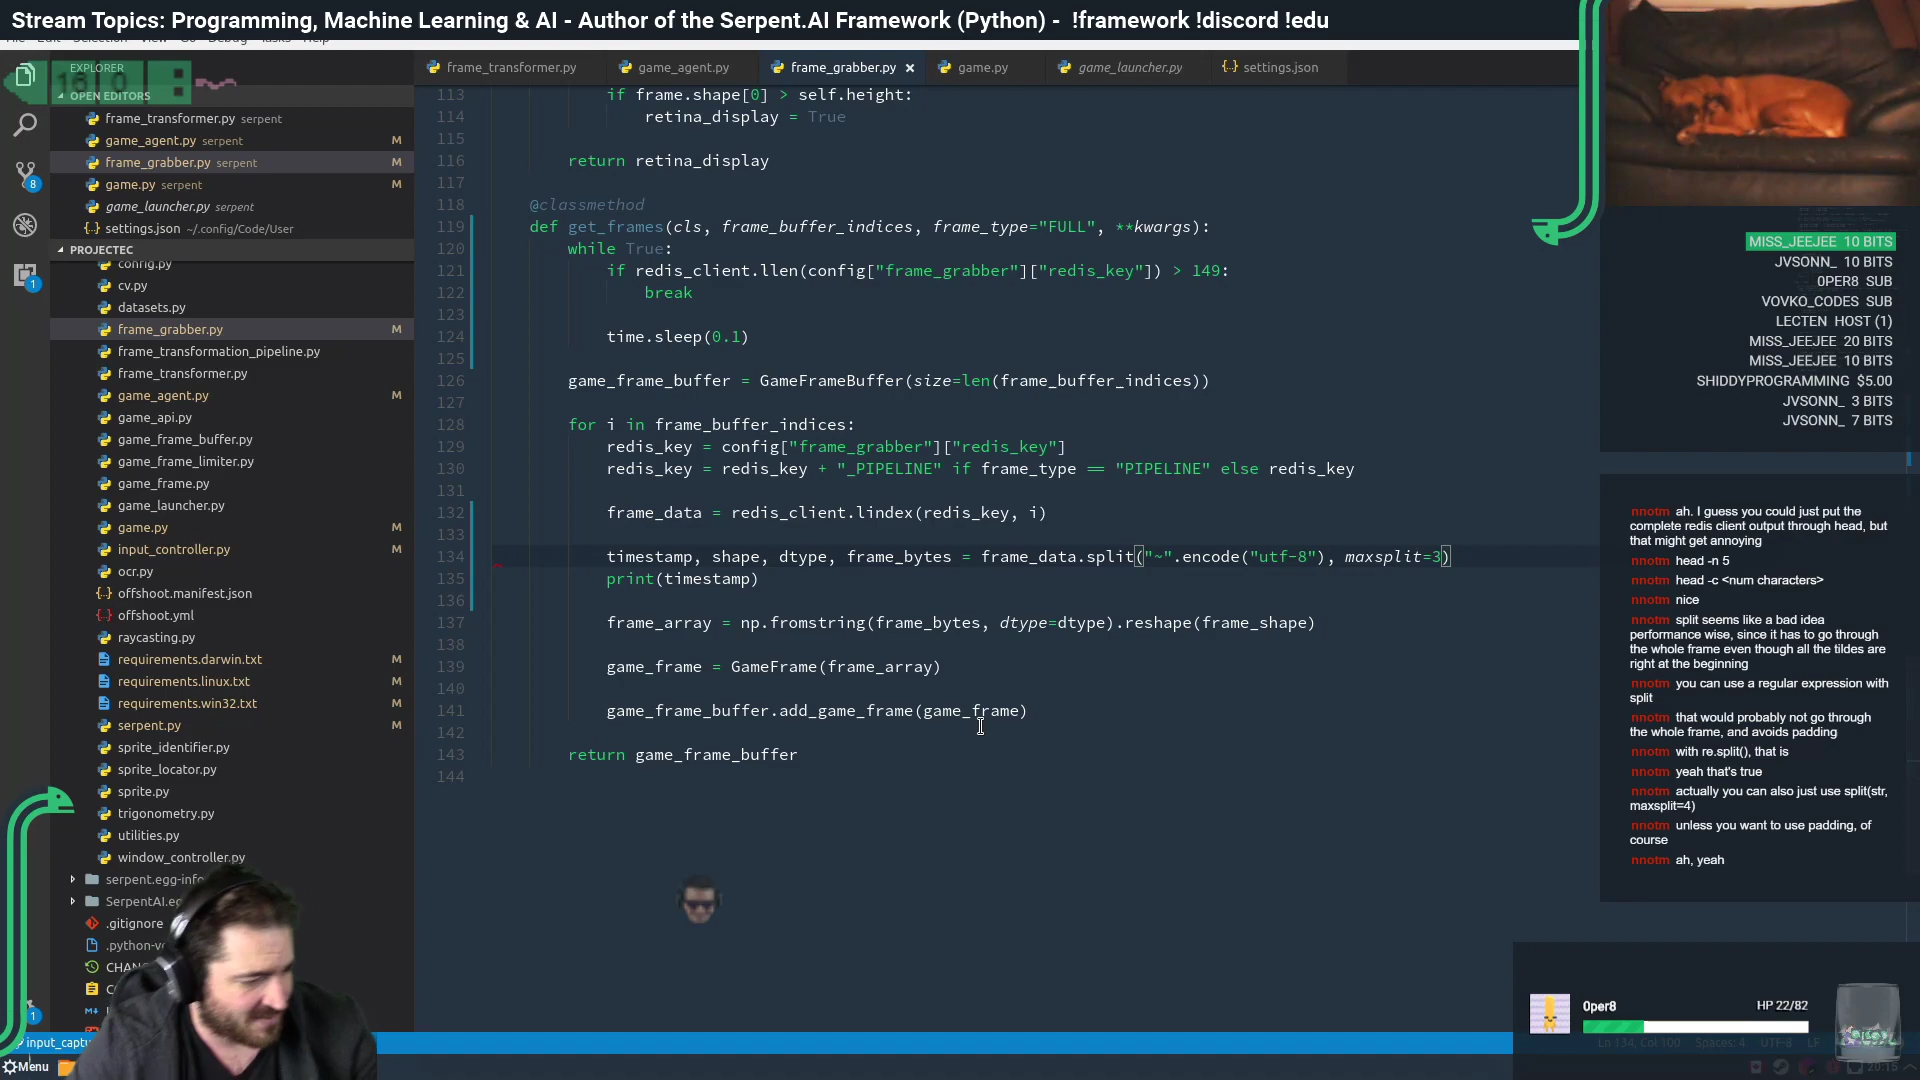 Stream Topics: Programming, Machine Learning & AI - Author of the Serpent.AI Framework (Python) - !framework !discord !edu
EXPLORER
OPEN EDITORS
frame_transformer.py serpent
game_agent.py serpent M
frame_grabber.py serpent M
game.py serpent M
game_launcher.py serpent
settings.json ~/.config/Code/User
PROJECTEC
config.py
cv.py
datasets.py
frame_grabber.py M
frame_transformation_pipeline.py
frame_transformer.py
game_agent.py M
game_api.py
game_frame_buffer.py
game_frame_limiter.py
game_frame.py
game_launcher.py
game.py M
input_controller.py M
ocr.py
offshoot.manifest.json
offshoot.yml
raycasting.py
requirements.darwin.txt M
requirements.linux.txt M
requirements.win32.txt M
serpent.py M
sprite_identifier.py
sprite_locator.py
sprite.py
trigonometry.py
utilities.py
window_controller.py
serpent.egg-info
.gitignore
8
1
1
Menu
frame_transformer.py
game_agent.py
frame_grabber.py ×
game.py
game_launcher.py
settings.json
113 if frame.shape[0] > self.height:
114 retina_display = True
115
116 return retina_display
117
118 @classmethod
119 def get_frames(cls, frame_buffer_indices, frame_type="FULL", **kwargs):
120 while True:
121 if redis_client.llen(config["frame_grabber"]["redis_key"]) > 149:
122 break
123
124 time.sleep(0.1)
125
126 game_frame_buffer = GameFrameBuffer(size=len(frame_buffer_indices))
127
128 for i in frame_buffer_indices:
129 redis_key = config["frame_grabber"]["redis_key"]
130 redis_key = redis_key + "_PIPELINE" if frame_type == "PIPELINE" else redis_key
131
132 frame_data = redis_client.lindex(redis_key, i)
133
134 timestamp, shape, dtype, frame_bytes = frame_data.split("~".encode("utf-8"), maxsplit=3)
135 print(timestamp)
136
137 frame_array = np.fromstring(frame_bytes, dtype=dtype).reshape(frame_shape)
138
139 game_frame = GameFrame(frame_array)
140
141 game_frame_buffer.add_game_frame(game_frame)
142
143 return game_frame_buffer
144
MISS_JEEJEE 10 BITS
JVSONN_ 10 BITS
0PER8 SUB
VOVKO_CODES SUB
LECTEN HOST (1)
MISS_JEEJEE 20 BITS
MISS_JEEJEE 10 BITS
SHIDDYPROGRAMMING $5.00
JVSONN_ 3 BITS
JVSONN_ 7 BITS
nnotm ah. I guess you could just put the
complete redis client output through head, but
that might get annoying
nnotm head -n 5
nnotm head -c <num characters>
nnotm nice
nnotm split seems like a bad idea
performance wise, since it has to go through
the whole frame even though all the tildes are
right at the beginning
nnotm you can use a regular expression with
split
nnotm that would probably not go through
the whole frame, and avoids padding
nnotm with re.split(), that is
nnotm yeah that's true
nnotm actually you can also just use split(str,
maxsplit=4)
nnotm unless you want to use padding, of
course
nnotm ah, yeah
0per8 HP 22/82
Ln 134, Col 100 Spaces: 4 UTF-8 LF
20:15